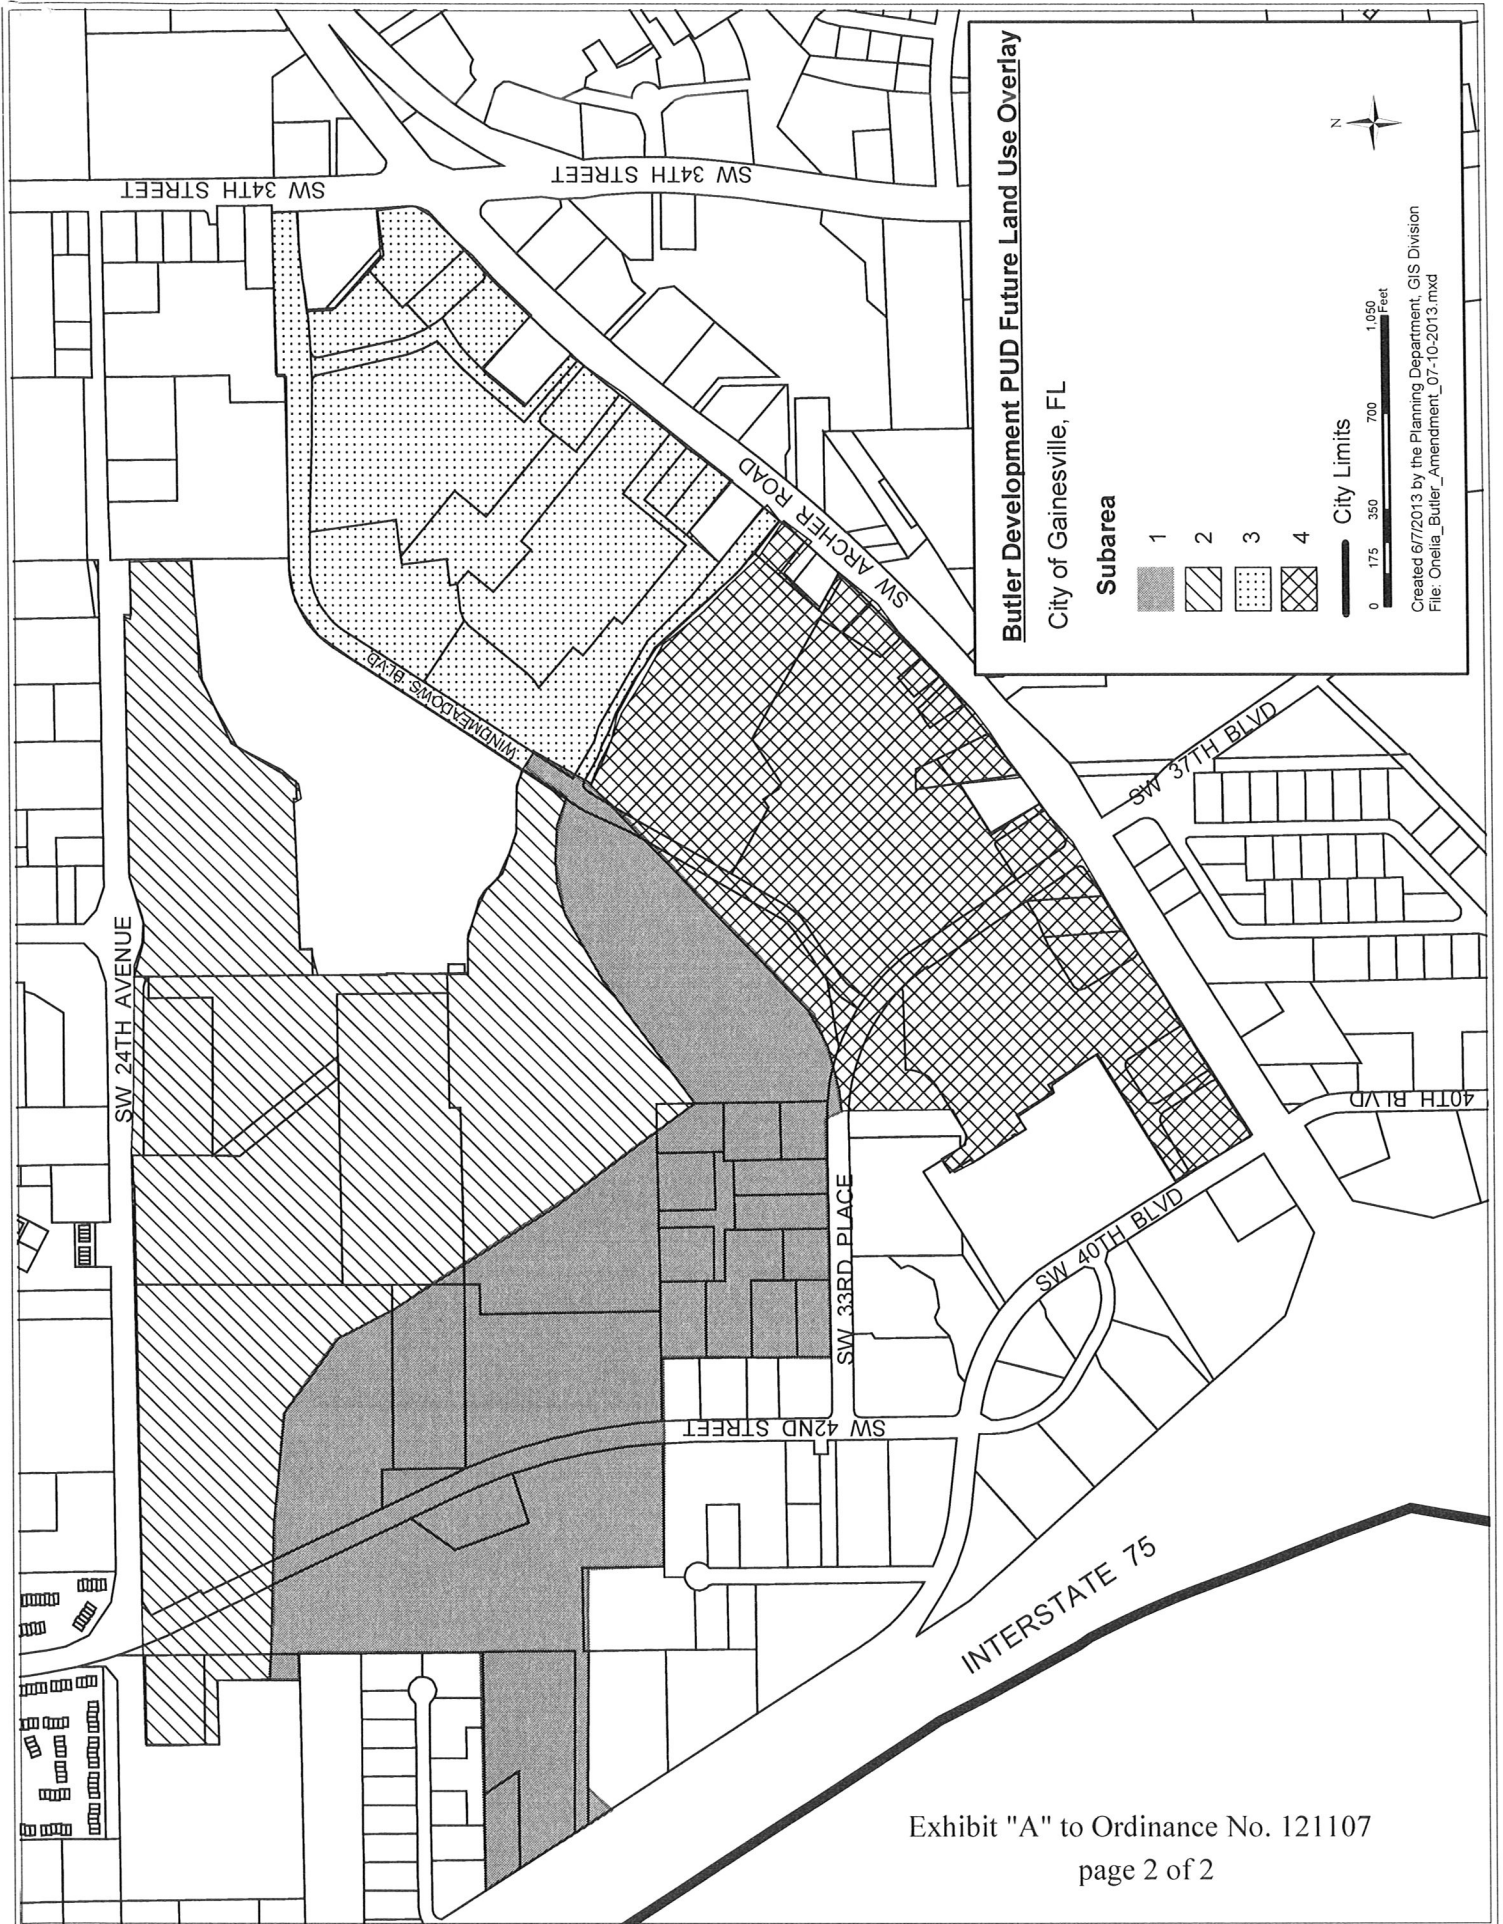 Butler Development PUD Future Land Use Overlay
City of Gainesville, FL
Subarea
1
2
3
4
City Limits
0 175 350 700 1,050
Feet
Created 6/7/2013 by the Planning Department, GIS Division
File: Onelia_Butler_Amendment_07-10-2013.mxd
N
SW 34TH STREET
SW 34TH STREET
SW 24TH AVENUE
WINDMEADOWS BLVD
SW ARCHER ROAD
SW 37TH BLVD
40TH BLVD
SW 40TH BLVD
SW 33RD PLACE
SW 42ND STREET
INTERSTATE 75
Exhibit "A" to Ordinance No. 121107
page 2 of 2